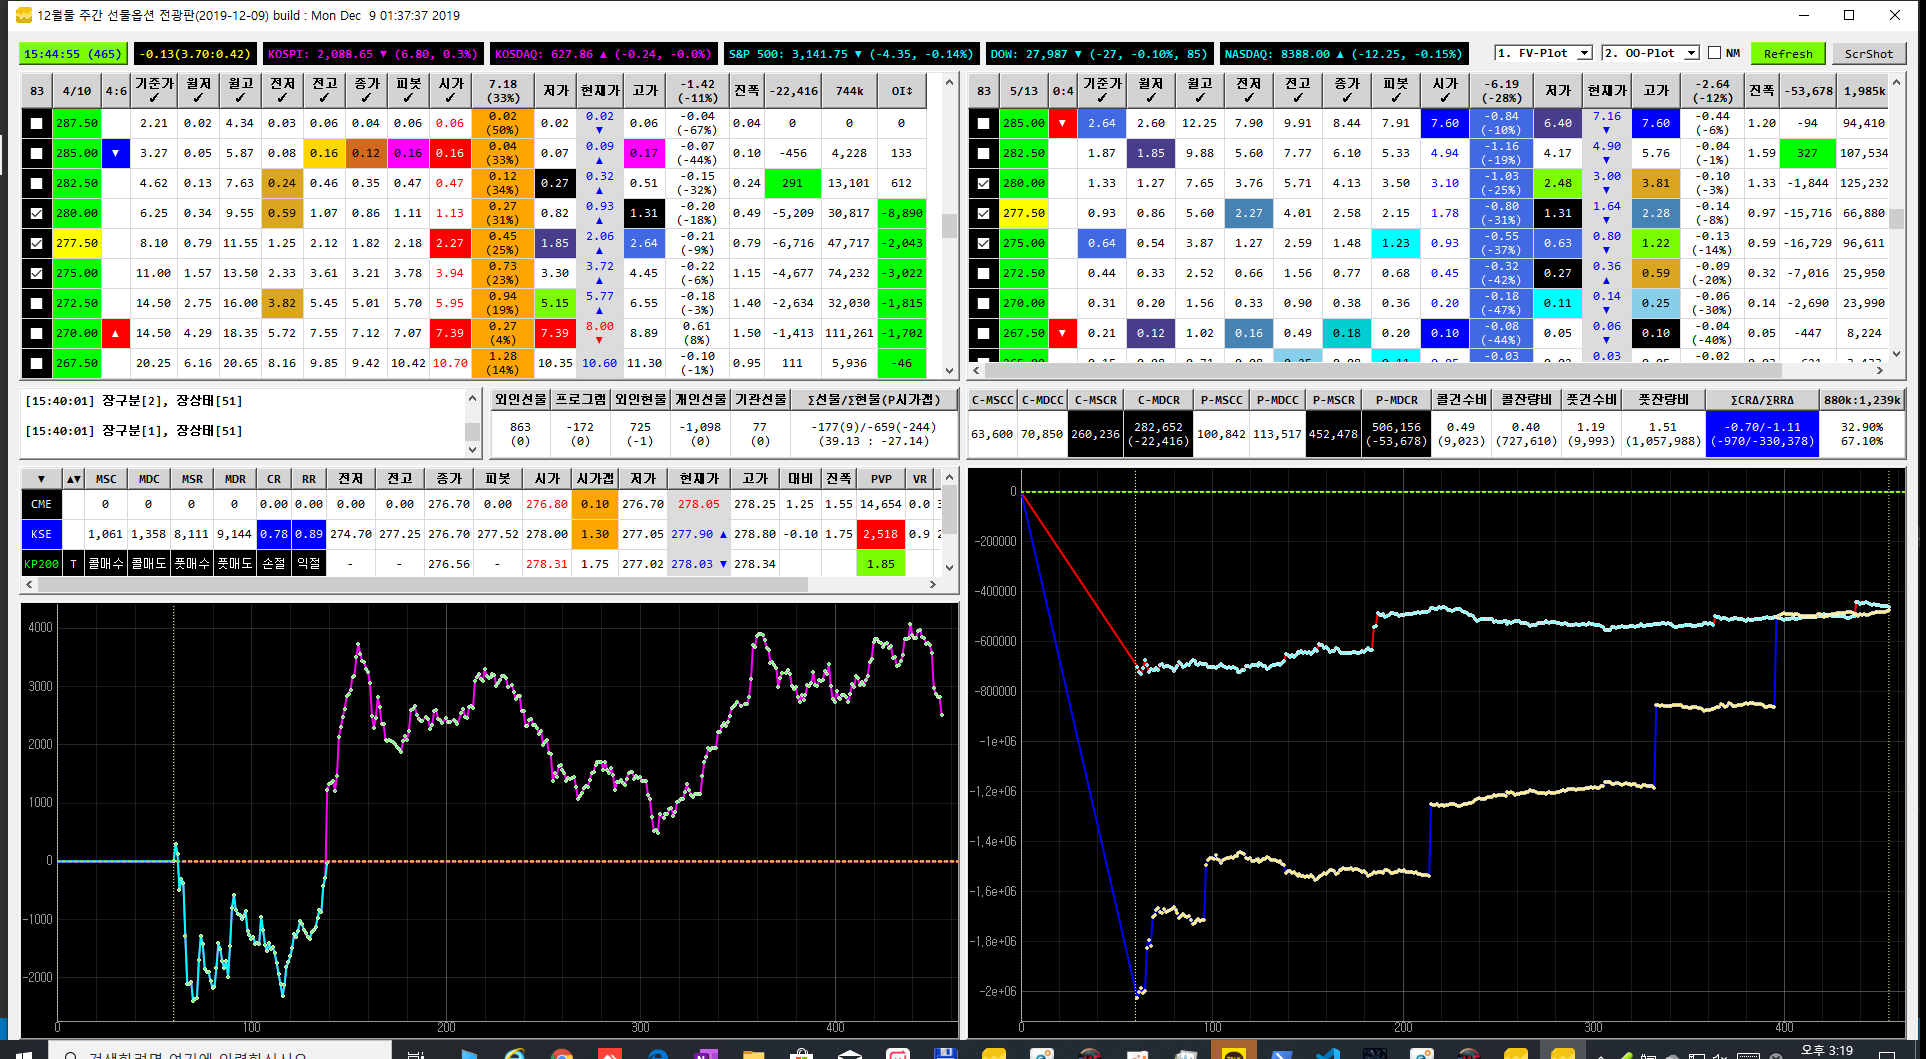 12월물 주간 선물옵션 전광판(2019-12-09) build : Mon Dec  9 01:37:37 2019
15:44:55 (465) -0.13(3.70:0.42) KOSPI: 2,088.65 ▼ (6.80, 0.3%) KOSDAQ: 627.86 ▲ (-0.24, -0.0%) S&P 500: 3,141.75 ▼ (-4.35, -0.14%) DOW: 27,987 ▼ (-27, -0.10%, 85) NASDAQ: 8388.00 ▲ (-12.25, -0.15%) 1. FV-Plot 2. OO-Plot NM Refresh ScrShot
83 4/10 4:6 기준가 ✓ 월저 ✓ 월고 ✓ 전저 ✓ 전고 ✓ 종가 ✓ 피봇 ✓ 시가 ✓ 7.18 (33%) 저가 현재가 고가 -1.42 (-11%) 진폭 -22,416 744k OI↕
287.50 2.21 0.02 4.34 0.03 0.06 0.04 0.06 0.06 0.02 (50%) 0.02 0.02 ▼ 0.06 -0.04 (-67%) 0.04 0 0 0
285.00 ▼ 3.27 0.05 5.87 0.08 0.16 0.12 0.16 0.16 0.04 (33%) 0.07 0.09 ▲ 0.17 -0.07 (-44%) 0.10 -456 4,228 133
282.50 4.62 0.13 7.63 0.24 0.46 0.35 0.47 0.47 0.12 (34%) 0.27 0.32 ▲ 0.51 -0.15 (-32%) 0.24 291 13,101 612
280.00 6.25 0.34 9.55 0.59 1.07 0.86 1.11 1.13 0.27 (31%) 0.82 0.93 ▲ 1.31 -0.20 (-18%) 0.49 -5,209 30,817 -8,890
277.50 8.10 0.79 11.55 1.25 2.12 1.82 2.18 2.27 0.45 (25%) 1.85 2.06 ▲ 2.64 -0.21 (-9%) 0.79 -6,716 47,717 -2,043
275.00 11.00 1.57 13.50 2.33 3.61 3.21 3.78 3.94 0.73 (23%) 3.30 3.72 ▲ 4.45 -0.22 (-6%) 1.15 -4,677 74,232 -3,022
272.50 14.50 2.75 16.00 3.82 5.45 5.01 5.70 5.95 0.94 (19%) 5.15 5.77 ▲ 6.55 -0.18 (-3%) 1.40 -2,634 32,030 -1,815
270.00 ▲ 14.50 4.29 18.35 5.72 7.55 7.12 7.07 7.39 0.27 (4%) 7.39 8.00 ▼ 8.89 0.61 (8%) 1.50 -1,413 111,261 -1,702
267.50 20.25 6.16 20.65 8.16 9.85 9.42 10.42 10.70 1.28 (14%) 10.35 10.60 11.30 -0.10 (-1%) 0.95 111 5,936 -46
83 5/13 0:4 기준가 ✓ 월저 ✓ 월고 ✓ 전저 ✓ 전고 ✓ 종가 ✓ 피봇 ✓ 시가 ✓ -6.19 (-28%) 저가 현재가 고가 -2.64 (-12%) 진폭 -53,678 1,985k
285.00 ▼ 2.64 2.60 12.25 7.90 9.91 8.44 7.91 7.60 -0.84 (-10%) 6.40 7.16 ▼ 7.60 -0.44 (-6%) 1.20 -94 94,410
282.50 1.87 1.85 9.88 5.60 7.77 6.10 5.33 4.94 -1.16 (-19%) 4.17 4.90 ▼ 5.76 -0.04 (-1%) 1.59 327 107,534
280.00 1.33 1.27 7.65 3.76 5.71 4.13 3.50 3.10 -1.03 (-25%) 2.48 3.00 ▼ 3.81 -0.10 (-3%) 1.33 -1,844 125,232
277.50 0.93 0.86 5.60 2.27 4.01 2.58 2.15 1.78 -0.80 (-31%) 1.31 1.64 ▼ 2.28 -0.14 (-8%) 0.97 -15,716 66,880
275.00 0.64 0.54 3.87 1.27 2.59 1.48 1.23 0.93 -0.55 (-37%) 0.63 0.80 ▼ 1.22 -0.13 (-14%) 0.59 -16,729 96,611
272.50 0.44 0.33 2.52 0.66 1.56 0.77 0.68 0.45 -0.32 (-42%) 0.27 0.36 ▲ 0.59 -0.09 (-20%) 0.32 -7,016 25,950
270.00 0.31 0.20 1.56 0.33 0.90 0.38 0.36 0.20 -0.18 (-47%) 0.11 0.14 ▼ 0.25 -0.06 (-30%) 0.14 -2,690 23,990
267.50 ▼ 0.21 0.12 1.02 0.16 0.49 0.18 0.20 0.10 -0.08 (-44%) 0.05 0.06 ▼ 0.10 -0.04 (-40%) 0.05 -447 8,224
-0.03 0.03 -0.02
[15:40:01] 장구분[2], 장상태[51]
[15:40:01] 장구분[1], 장상태[51]
외인선물 프로그램 외인현물 개인선물 기관선물 Σ선물/Σ현물(P시가갭)
863 (0) -172 (0) 725 (-1) -1,098 (0) 77 (0) -177(9)/-659(-244) (39.13 : -27.14)
C-MSCC C-MDCC C-MSCR C-MDCR P-MSCC P-MDCC P-MSCR P-MDCR 콜건수비 콜잔량비 풋건수비 풋잔량비 ΣCRΔ/ΣRRΔ 880k:1,239k
63,600 70,850 260,236 282,652 (-22,416) 100,842 113,517 452,478 506,156 (-53,678) 0.49 (9,023) 0.40 (727,610) 1.19 (9,993) 1.51 (1,057,988) -0.70/-1.11 (-970/-330,378) 32.90% 67.10%
▼ ▲▼ MSC MDC MSR MDR CR RR 전저 전고 종가 피봇 시가 시가갭 저가 현재가 고가 대비 진폭 PVP VR
CME 0 0 0 0 0.00 0.00 0.00 0.00 276.70 0.00 276.80 0.10 276.70 278.05 278.25 1.25 1.55 14,654 0.0
KSE 1,061 1,358 8,111 9,144 0.78 0.89 274.70 277.25 276.70 277.52 278.00 1.30 277.05 277.90 ▲ 278.80 -0.10 1.75 2,518 0.9
KP200 T 콜매수 콜매도 풋매수 풋매도 손절 익절 - - 276.56 - 278.31 1.75 277.02 278.03 ▼ 278.34 1.85
4000
3000
2000
1000
0
-1000
-2000
0 100 200 300 400
0
-200000
-400000
-600000
-800000
-1e+06
-1,2e+06
-1,4e+06
-1,6e+06
-1,8e+06
-2e+06
0 100 200 300 400
검색하려면 여기에 입력하십시오
오후 3:19